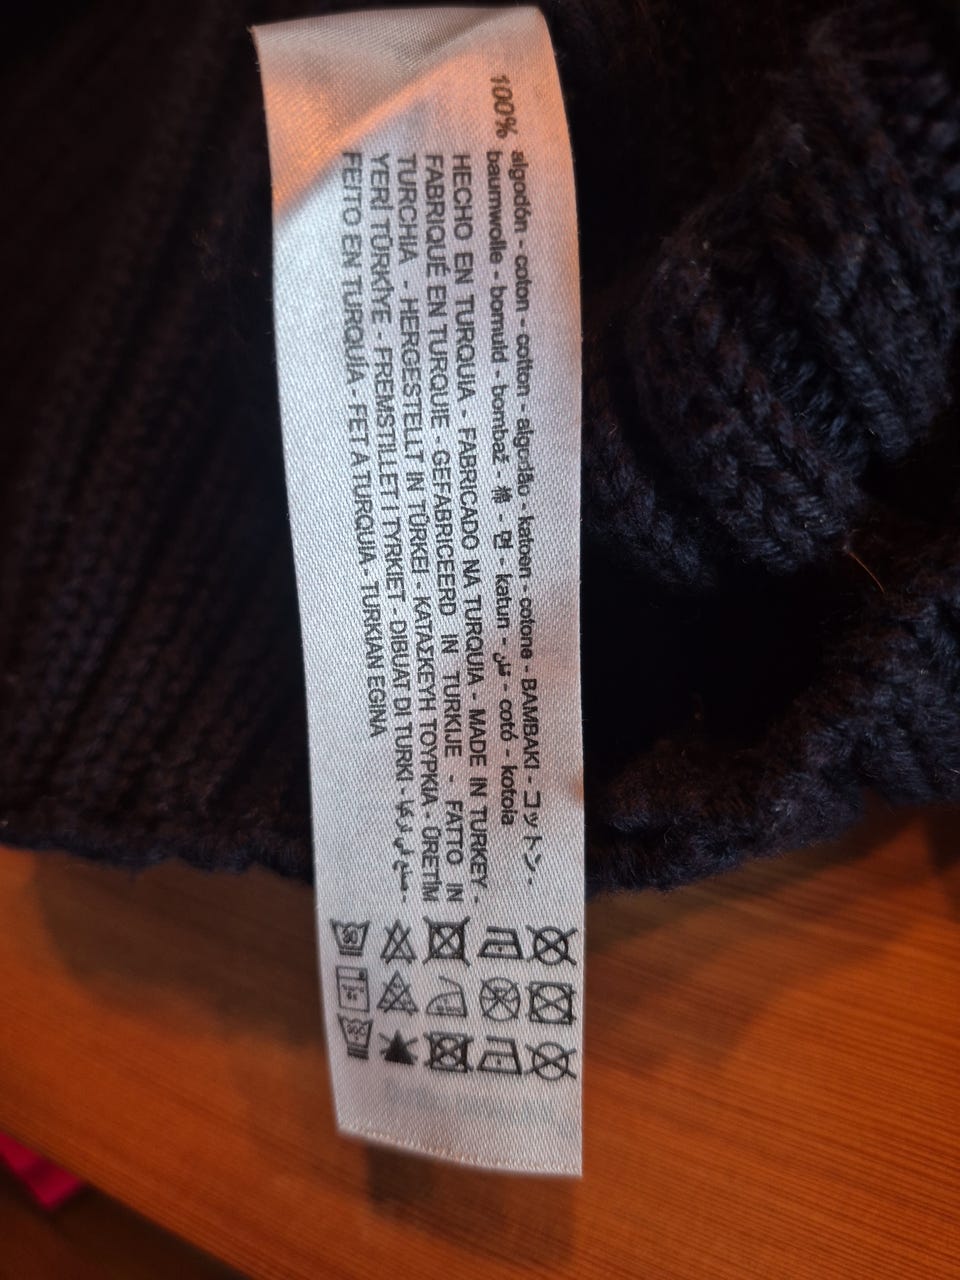 100% algodón - coton - cotton - algodão - katoen - cotone - BAMBAKI - コットン -
baumwolle - bomuld - bombaž - 棉 - 면 - katun - قطن - cotó - kotoia
HECHO EN TURQUIA - FABRICADO NA TURQUIA - MADE IN TURKEY -
FABRIQUÉ EN TURQUIE - GEFABRICEERD IN TURKIJE - FATTO IN
TURCHIA - HERGESTELLT IN TÜRKEI - ΚΑΤΑΣΚΕΥΗ ΤΟΥΡΚΙΑ - ÜRETİM
YERİ TÜRKİYE - FREMSTILLET I TYRKIET - DIBUAT DI TURKI - صنع في تركيا -
FEITO EN TURQUÍA - FET A TURQUIA - TURKIAN EGINA